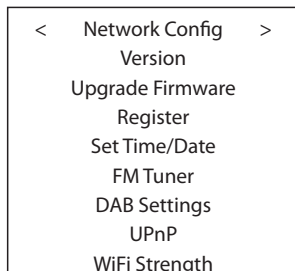 < Network Config >
Version
Upgrade Firmware
Register
Set Time/Date
FM Tuner
DAB Settings
UPnP
WiFi Strength